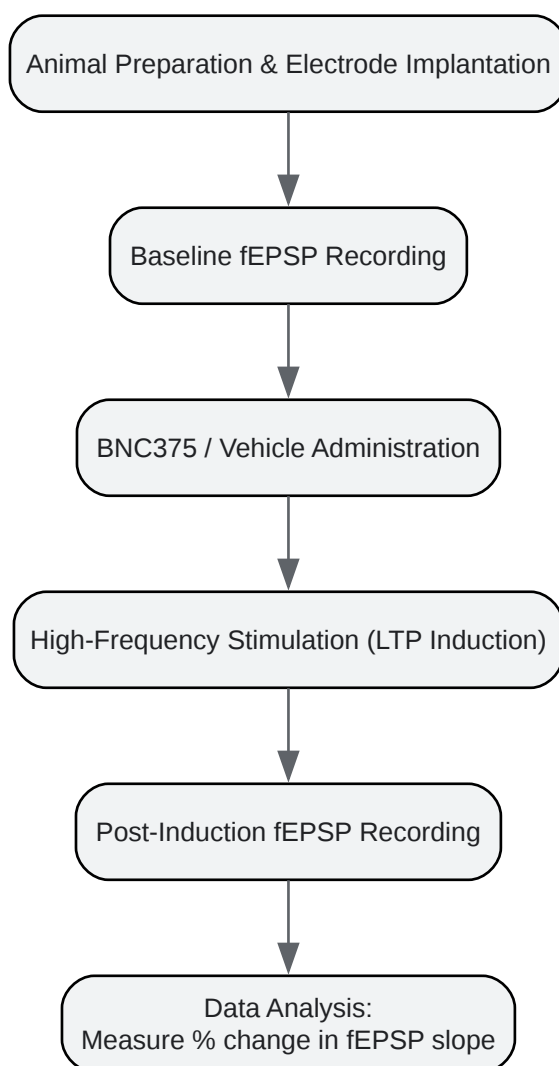 Animal Preparation & Electrode Implantation
Baseline fEPSP Recording
BNC375 / Vehicle Administration
High-Frequency Stimulation (LTP Induction)
Post-Induction fEPSP Recording
Data Analysis:
Measure % change in fEPSP slope